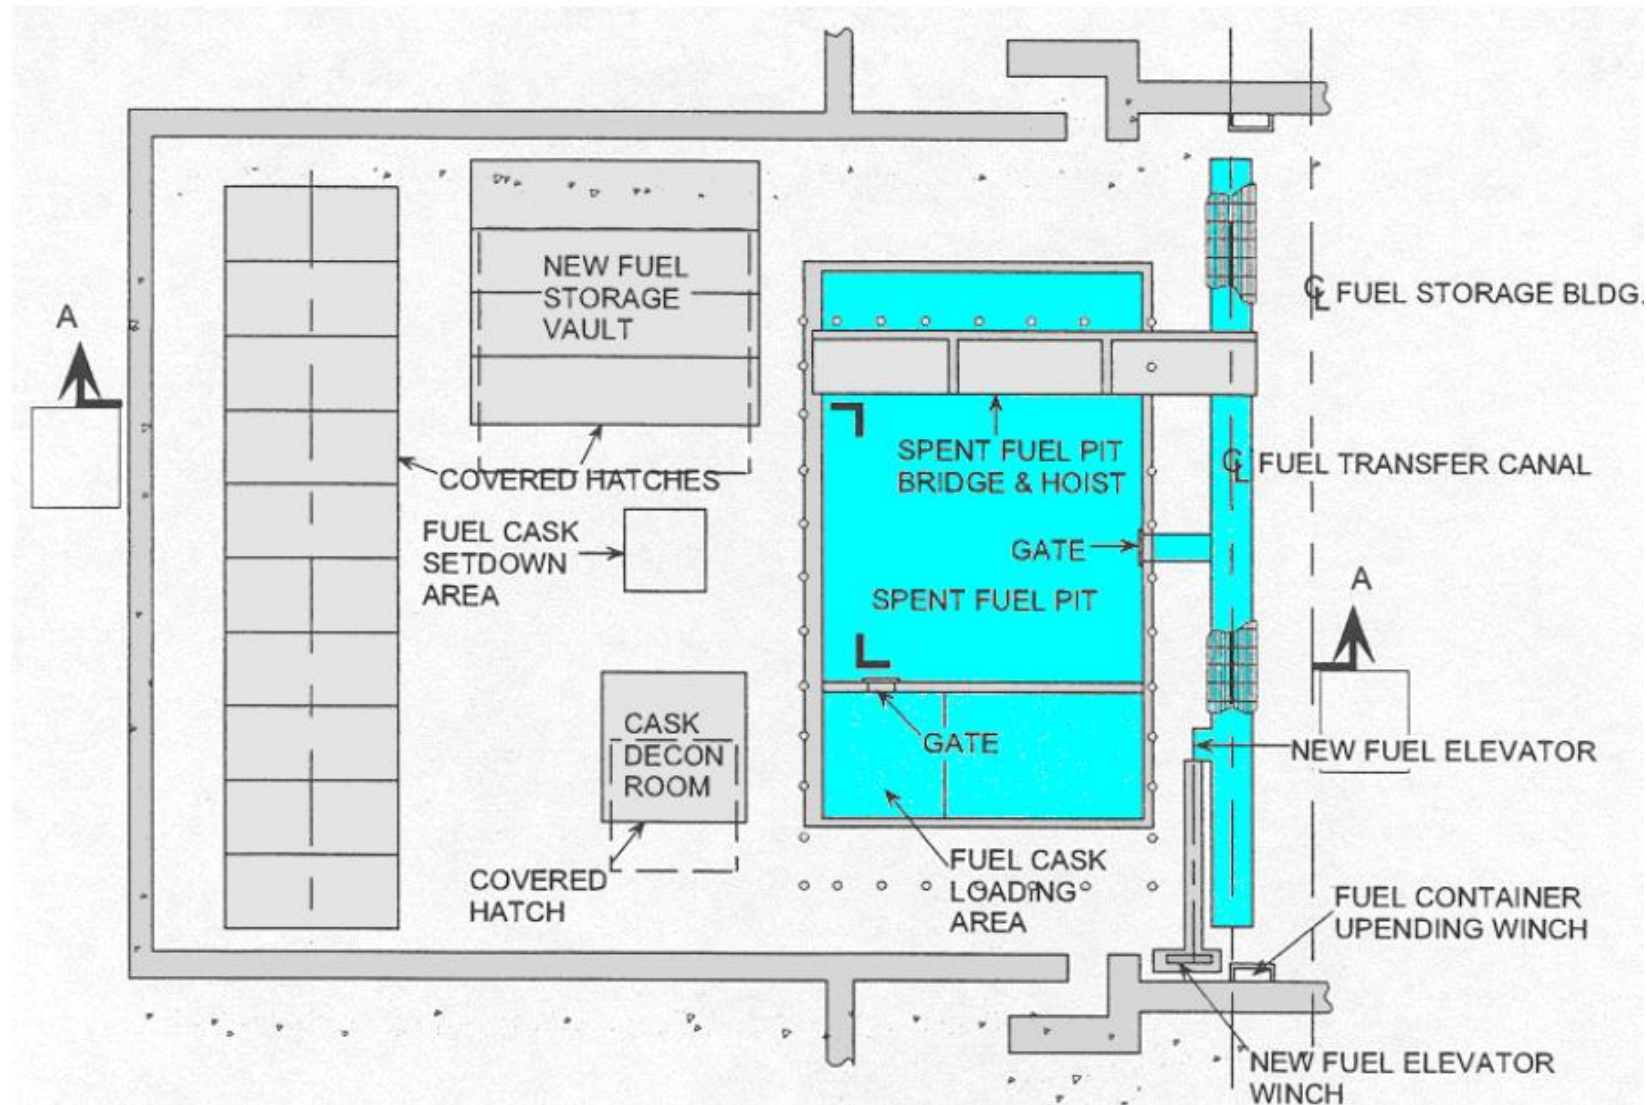 A
NEW FUEL
STORAGE
VAULT
℄ FUEL STORAGE BLDG.
COVERED HATCHES
SPENT FUEL PIT
BRIDGE & HOIST
℄ FUEL TRANSFER CANAL
FUEL CASK
SETDOWN
AREA
GATE
SPENT FUEL PIT
A
CASK
DECON
ROOM
GATE
NEW FUEL ELEVATOR
COVERED
HATCH
FUEL CASK
LOADING
AREA
FUEL CONTAINER
UPENDING WINCH
NEW FUEL ELEVATOR
WINCH